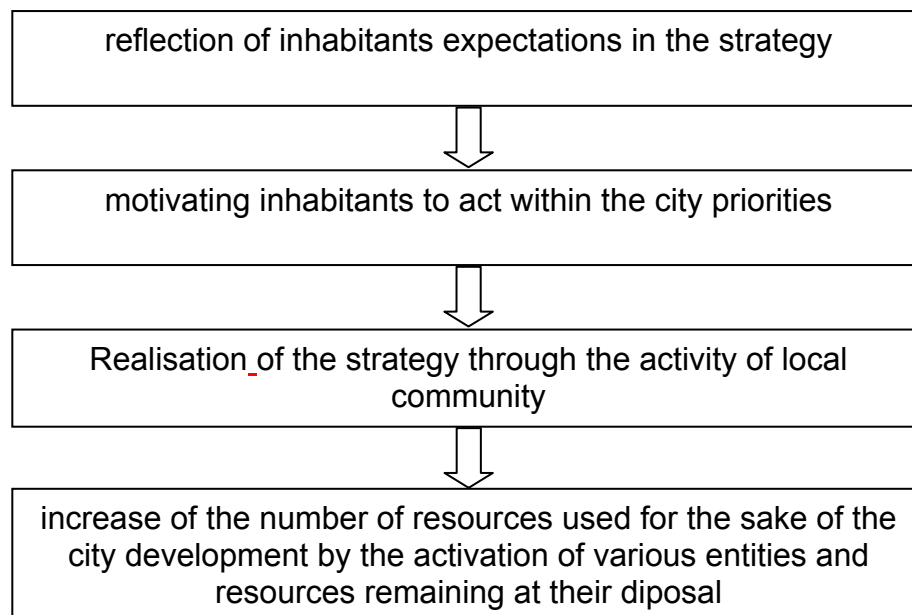 reflection of inhabitants expectations in the strategy
motivating inhabitants to act within the city priorities
Realisation of the strategy through the activity of local
community
increase of the number of resources used for the sake of the
city development by the activation of various entities and
resources remaining at their diposal